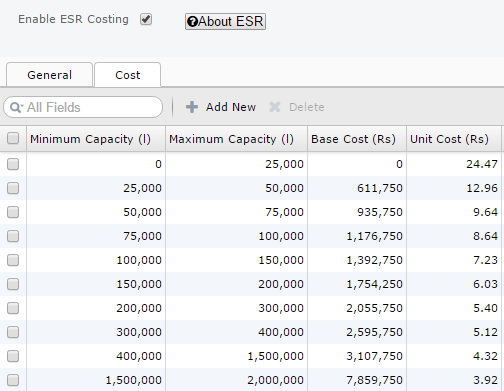 Enable ESR Costing About ESR
General Cost
All Fields Add New Delete
Minimum Capacity (l) Maximum Capacity (l) Base Cost (Rs) Unit Cost (Rs)
0 25,000 0 24.47
25,000 50,000 611,750 12.96
50,000 75,000 935,750 9.64
75,000 100,000 1,176,750 8.64
100,000 150,000 1,392,750 7.23
150,000 200,000 1,754,250 6.03
200,000 300,000 2,055,750 5.40
300,000 400,000 2,595,750 5.12
400,000 1,500,000 3,107,750 4.32
1,500,000 2,000,000 7,859,750 3.92